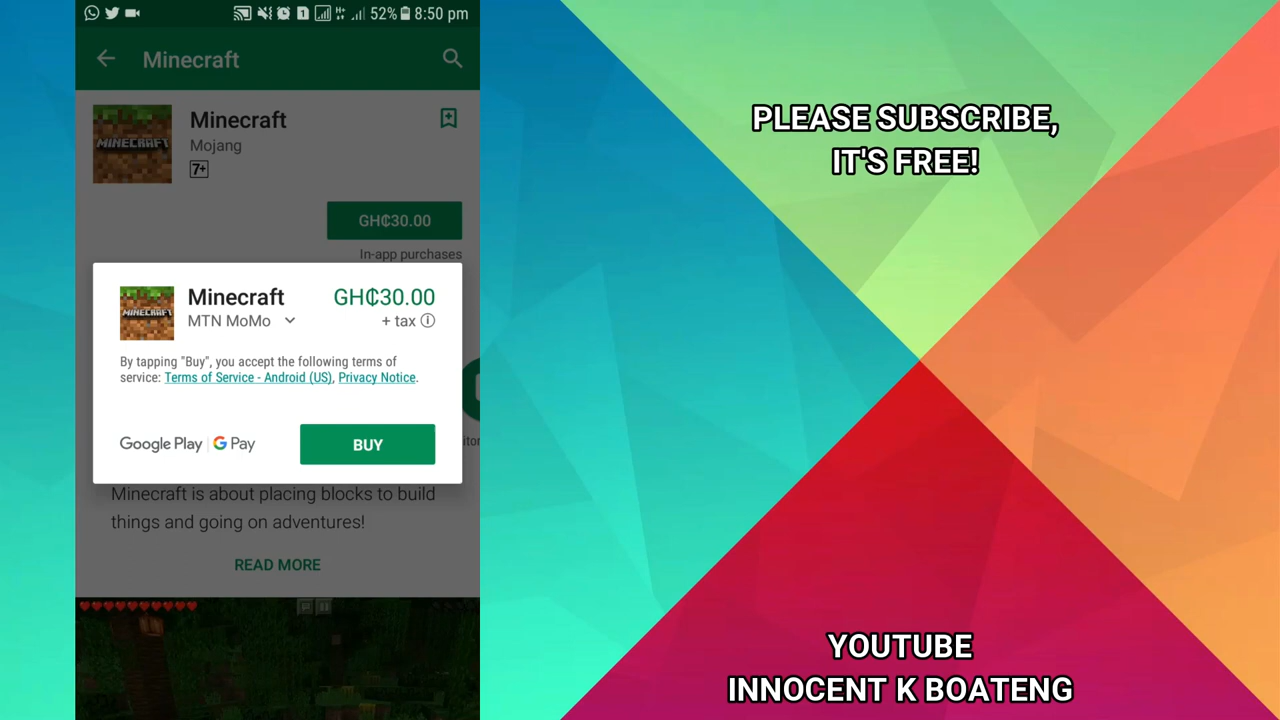 52% 8:50 pm
Minecraft
Minecraft
Mojang
7+
GH₵30.00
In-app purchases
MINECRAFT
Minecraft GH₵30.00
MTN MoMo + tax
By tapping "Buy", you accept the following terms of
service: Terms of Service - Android (US), Privacy Notice.
Google Play | G Pay BUY
Minecraft is about placing blocks to build
things and going on adventures!
READ MORE
PLEASE SUBSCRIBE,
IT'S FREE!
YOUTUBE
INNOCENT K BOATENG